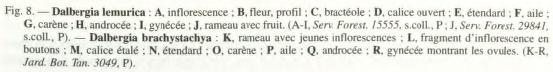 Fig. 8. — Dalbergia lemurica : A, inflorescence ; B, fleur, profil ; C, bractéole ; D, calice ouvert ; E, étendard ; F, aile ;
G, carène ; H, androcée ; I, gynécée ; J, rameau avec fruit. (A-I, Serv. Forest. 15555, s.coll., P ; J, Serv. Forest. 29841,
s.coll., P). — Dalbergia brachystachya : K, rameau avec jeunes inflorescences ; L, fragment d'inflorescence en
boutons ; M, calice étalé ; N, étendard ; O, carène ; P, aile ; Q, androcée ; R, gynécée montrant les ovules. (K-R,
Jard. Bot. Tan. 3049, P).